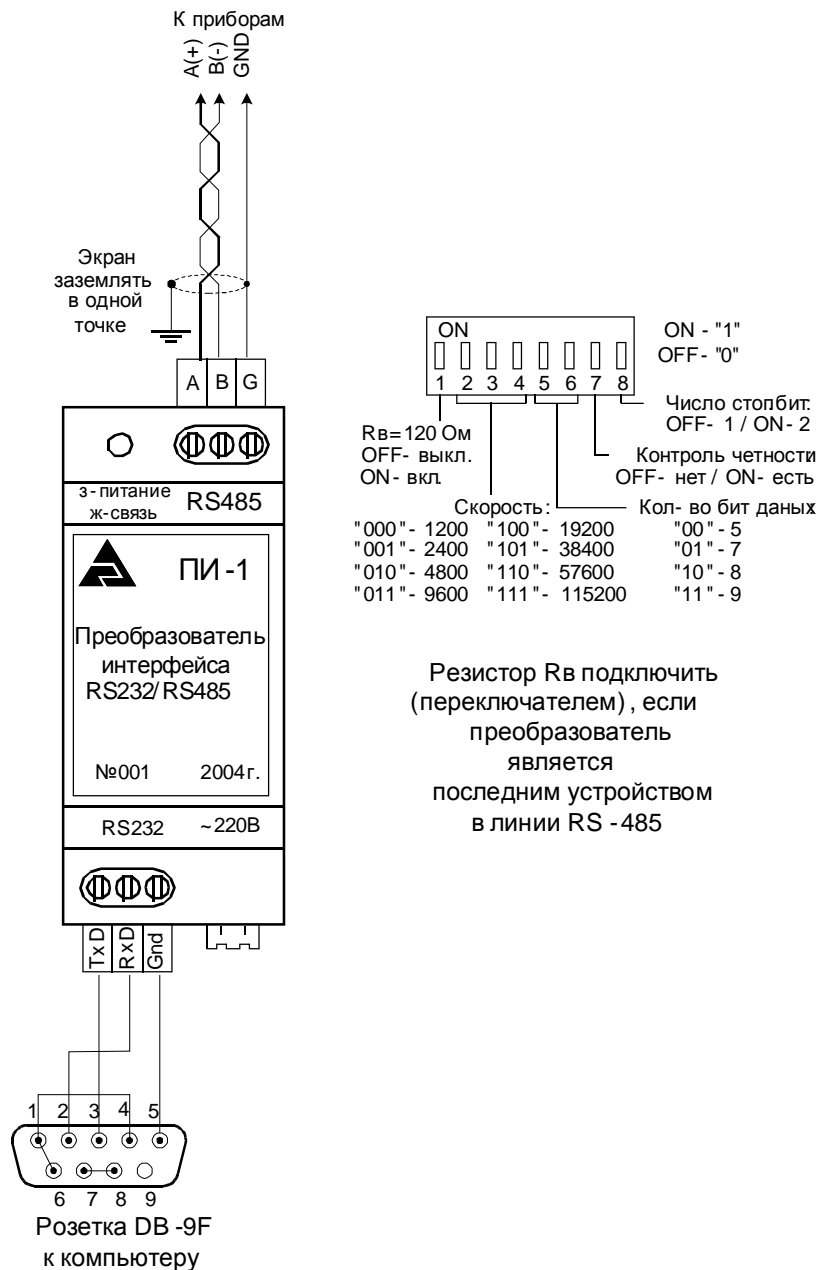 К приборам
A(+)
B(-)
GND
Экран
заземлять
в одной
точке
A B G
з-питание
ж-связь
RS485
ПИ-1
Преобразователь
интерфейса
RS232/RS485
№001 2004г.
RS232 ~220В
TxD
RxD
Gnd
1 2 3 4 5
6 7 8 9
Розетка DB-9F
к компьютеру
ON
1 2 3 4 5 6 7 8
ON - "1"
OFF- "0"
Rв=120 Ом
OFF- выкл.
ON- вкл.
Число стопбит:
OFF- 1 / ON- 2
Контроль четности
OFF- нет / ON- есть
Скорость:
"000"- 1200 "100"- 19200
"001"- 2400 "101"- 38400
"010"- 4800 "110"- 57600
"011"- 9600 "111"- 115200
Кол-во бит даных
"00"- 5
"01"- 7
"10"- 8
"11"- 9
Резистор Rв подключить
(переключателем), если
преобразователь
является
последним устройством
в линии RS-485